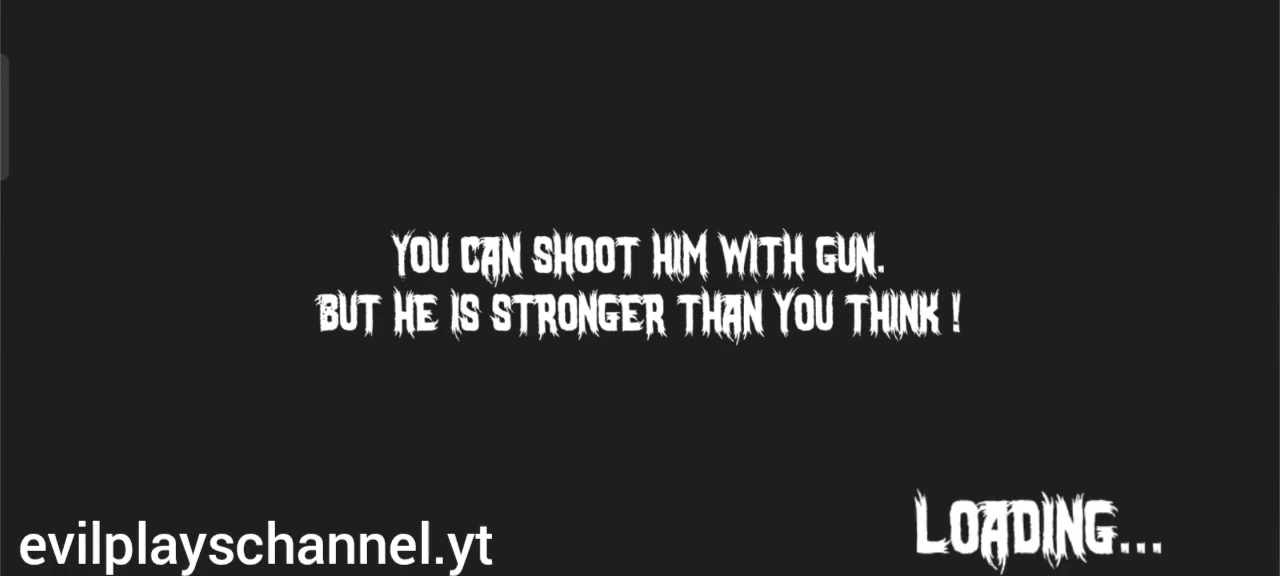 YOU CAN SHOOT HIM WITH GUN.
BUT HE IS STRONGER THAN YOU THINK !
LOADING...
evilplayschannel.yt